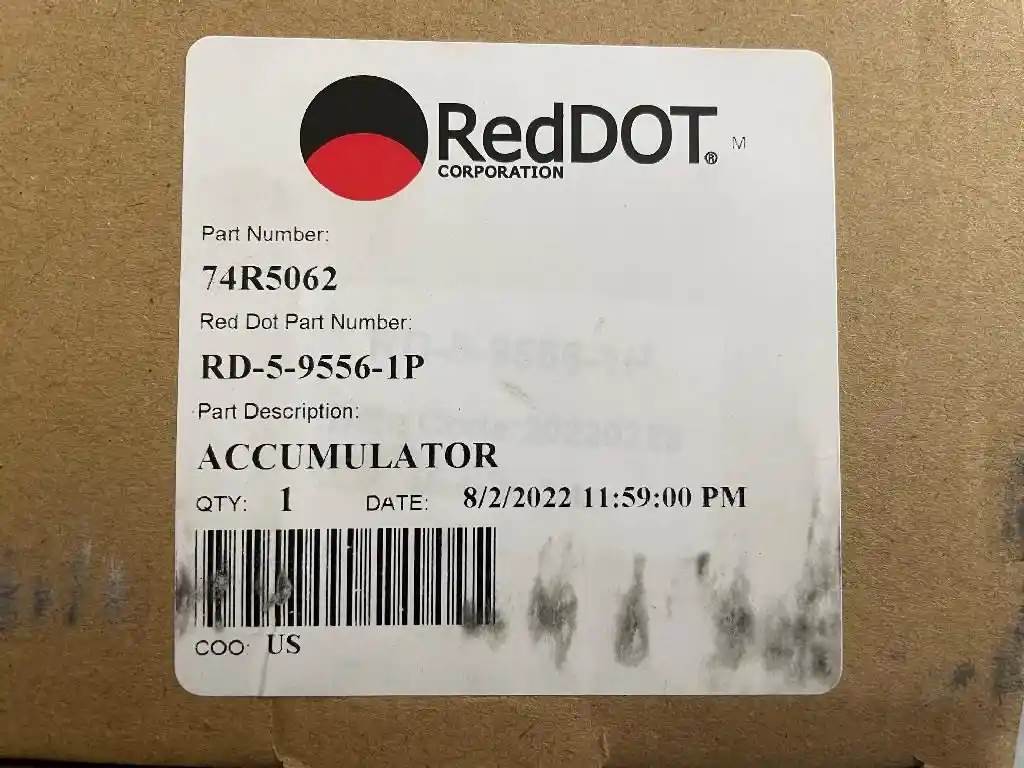 RedDOT® M
CORPORATION
Part Number:
74R5062
Red Dot Part Number:
RD-5-9556-1P
Part Description:
ACCUMULATOR
QTY: 1 DATE: 8/2/2022 11:59:00 PM
COO: US